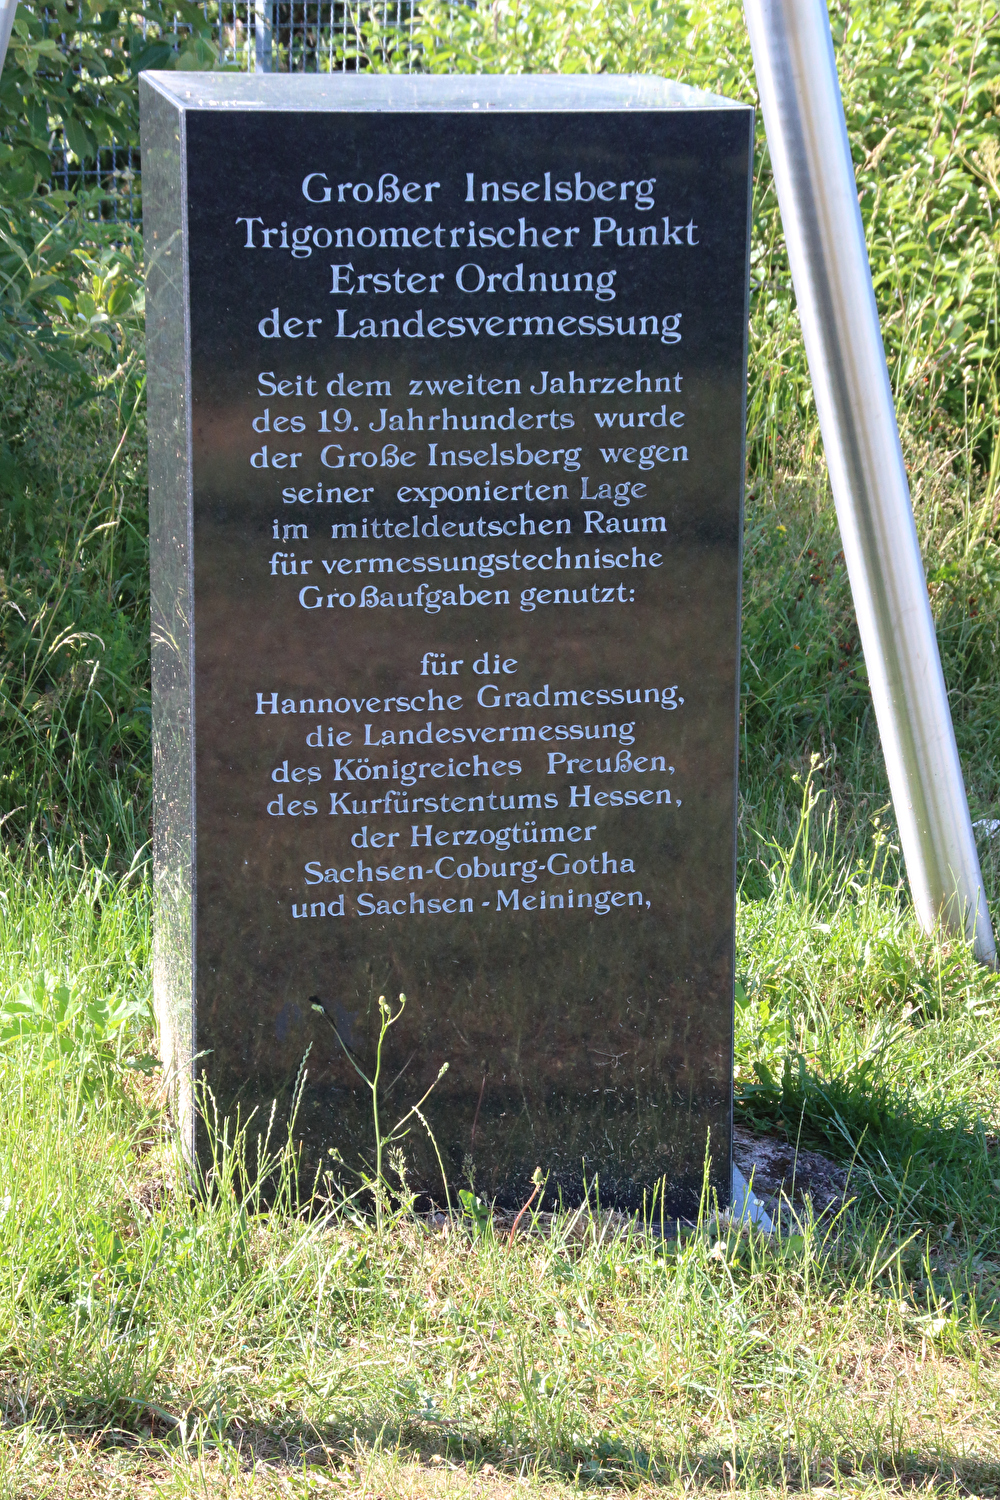 Großer Inselsberg
Trigonometrischer Punkt
Erster Ordnung
der Landesvermessung
Seit dem zweiten Jahrzehnt
des 19. Jahrhunderts wurde
der Große Inselsberg wegen
seiner exponierten Lage
im mitteldeutschen Raum
für vermessungstechnische
Großaufgaben genutzt:
für die
Hannoversche Gradmessung,
die Landesvermessung
des Königreiches Preußen,
des Kurfürstentums Hessen,
der Herzogtümer
Sachsen-Coburg-Gotha
und Sachsen-Meiningen,